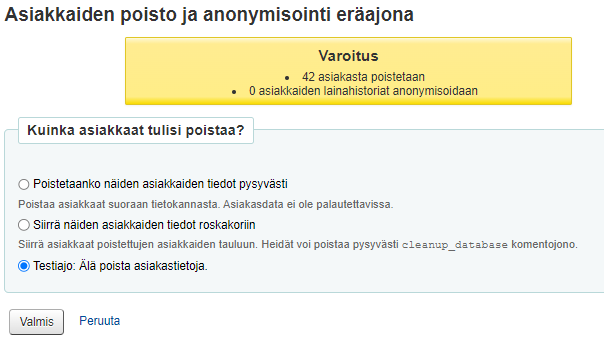 Asiakkaiden poisto ja anonymisointi eräajona
Varoitus
• 42 asiakasta poistetaan
• 0 asiakkaiden lainahistoriat anonymisoidaan
Kuinka asiakkaat tulisi poistaa?
Poistetaanko näiden asiakkaiden tiedot pysyvästi
Poistaa asiakkaat suoraan tietokannasta. Asiakasdata ei ole palautettavissa.
Siirrä näiden asiakkaiden tiedot roskakoriin
Siirrä asiakkaat poistettujen asiakkaiden tauluun. Heidät voi poistaa pysyvästi cleanup_database komentojono.
Testiajo: Älä poista asiakastietoja.
Valmis Peruuta